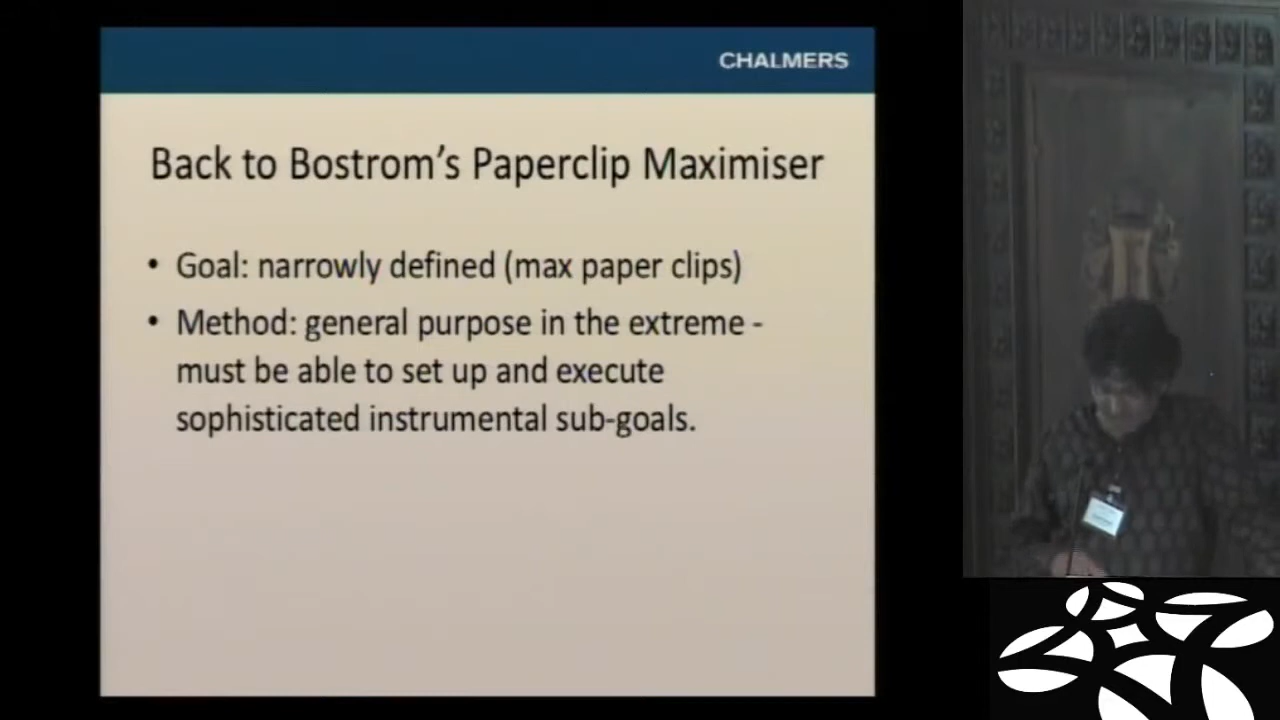 CHALMERS
Back to Bostrom's Paperclip Maximiser
• Goal: narrowly defined (max paper clips)
• Method: general purpose in the extreme -
must be able to set up and execute
sophisticated instrumental sub-goals.